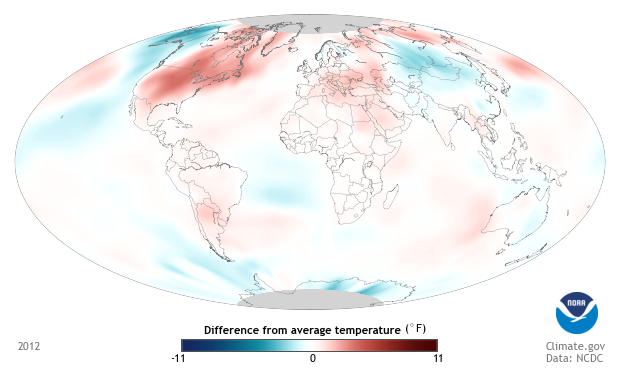 Difference from average temperature (°F)
-11 0 11
2012
NOAA
Climate.gov
Data: NCDC